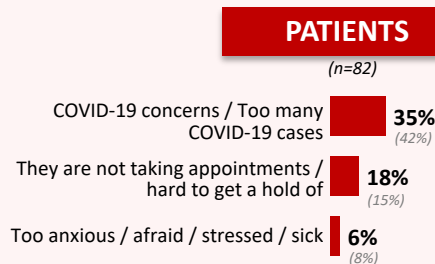 PATIENTS
(n=82)
COVID-19 concerns / Too many
COVID-19 cases
35%
(42%)
They are not taking appointments /
hard to get a hold of
18%
(15%)
Too anxious / afraid / stressed / sick
6%
(8%)